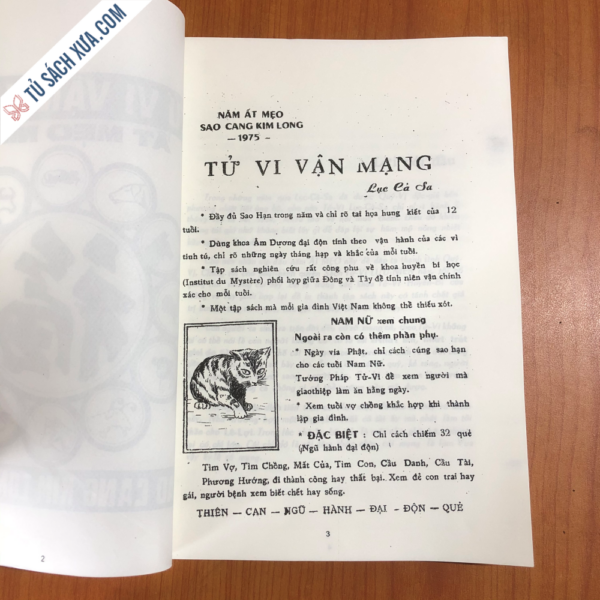 TỦ SÁCH XƯA.COM
NĂM ẤT MẸO
SAO CANG KIM LONG
— 1975 —
TỬ VI VẬN MẠNG
Lục Cả Sa
* Đầy đủ Sao Hạn trong năm và chỉ rõ tai họa hung kiết của 12
tuổi.
* Dùng khoa Âm Dương đại độn tính theo vận hành của các vì
tinh tú, chỉ rõ những ngày tháng hạp và khắc của mỗi tuổi.
* Tập sách nghiên cứu rất công phu về khoa huyền bí học
(Institut du Mystère) phối hợp giữa Đông và Tây để tính niên vận chính
xác cho mỗi tuổi.
* Một tập sách mà mỗi gia đình Việt Nam không thể thiếu xót.
NAM NỮ xem chung
Ngoài ra còn có thêm phần phụ.
* Ngày vía Phật, chỉ cách cúng sao hạn
cho các tuổi Nam Nữ.
Tướng Pháp Tử-Vi để xem người mà
giaothiệp làm ăn hằng ngày.
* Xem tuổi vợ chồng khắc hợp khi thành
lập gia đình.
* ĐẶC BIỆT : Chỉ cách chiếm 32 quẻ
(Ngũ hành đại độn)
Tìm Vợ, Tìm Chồng, Mất Của, Tìm Con, Cầu Danh, Cầu Tài,
Phương Hướng, đi thành công hay thất bại. Xem đẻ con trai hay
gái, người bệnh xem biết chết hay sống.
THIÊN — CAN — NGŨ — HÀNH — ĐẠI - ĐỘN — QUẺ
3
2